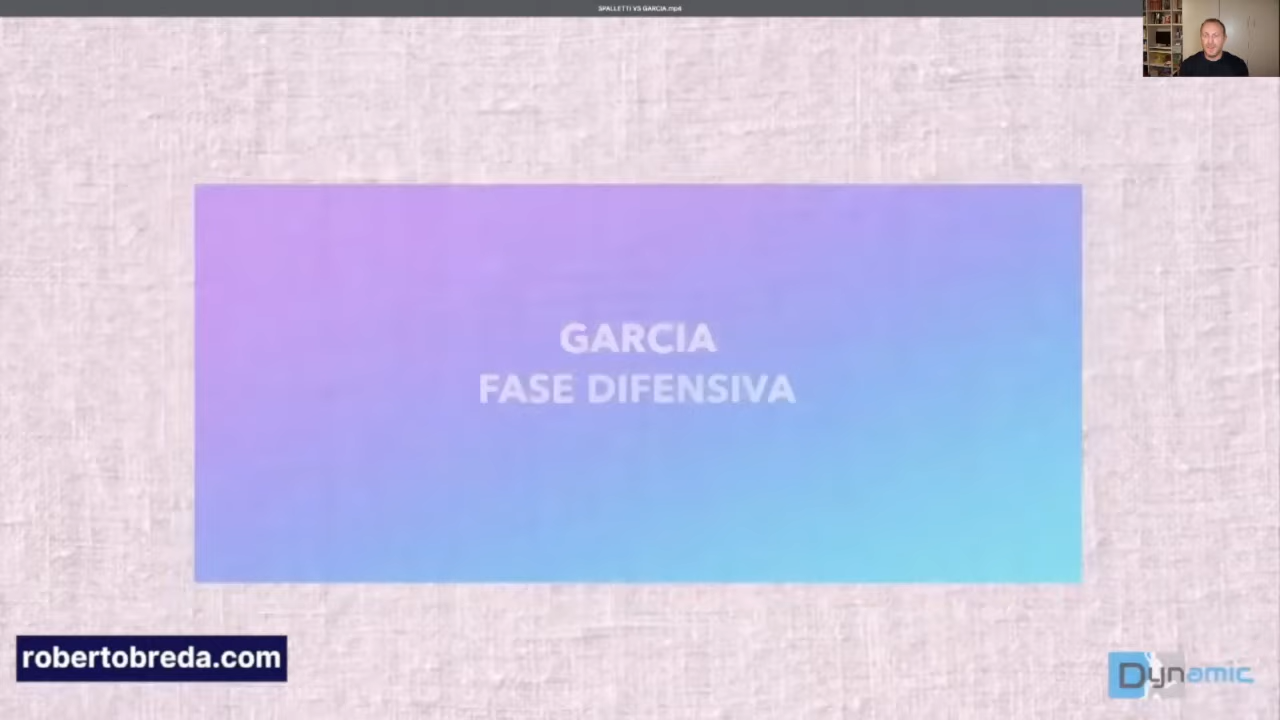 SPALLETTI VS GARCIA.mp4
GARCIA
FASE DIFENSIVA
robertobreda.com
Dynamic